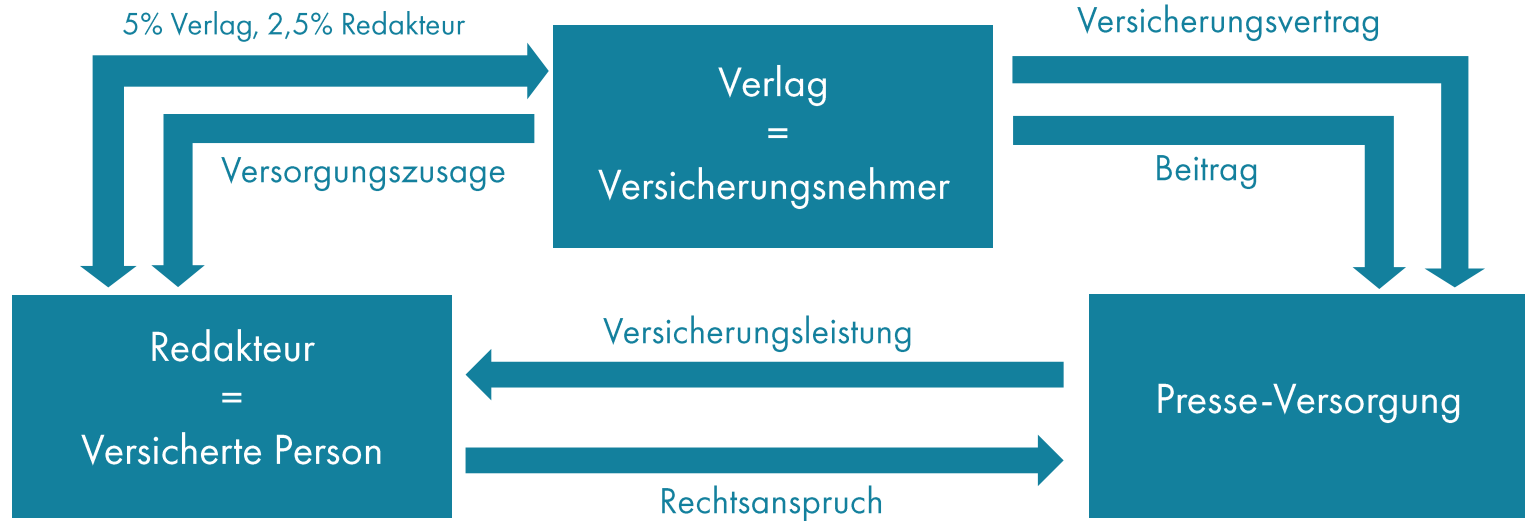 5% Verlag, 2,5% Redakteur
Versicherungsvertrag
Verlag
=
Versicherungsnehmer
Versorgungszusage
Beitrag
Redakteur
=
Versicherte Person
Versicherungsleistung
Presse-Versorgung
Rechtsanspruch